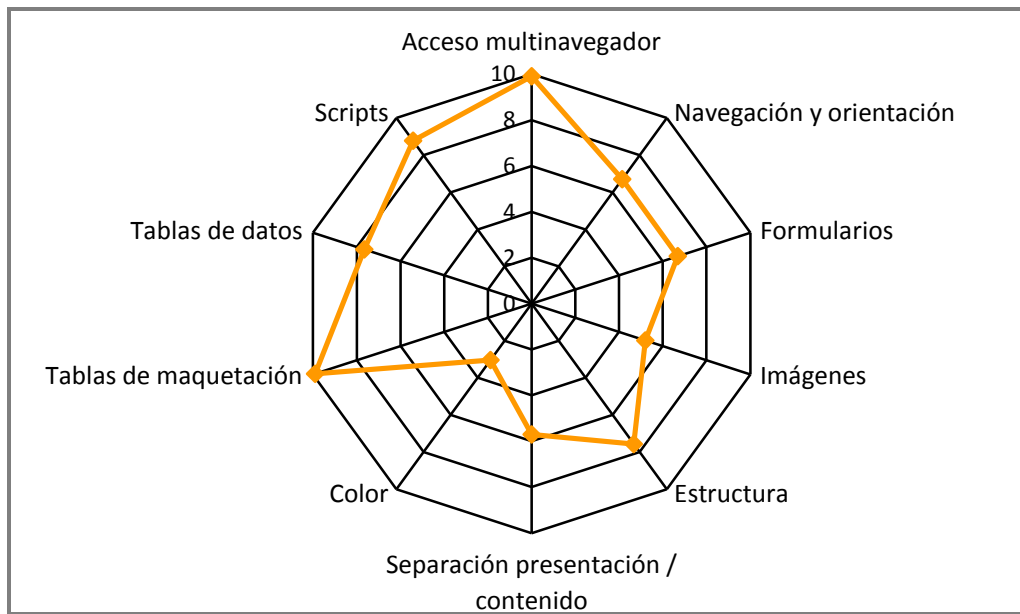 Acceso multinavegador
10
8
6
4
2
0
Navegación y orientación
Formularios
Imágenes
Estructura
Separación presentación /
contenido
Color
Tablas de maquetación
Tablas de datos
Scripts